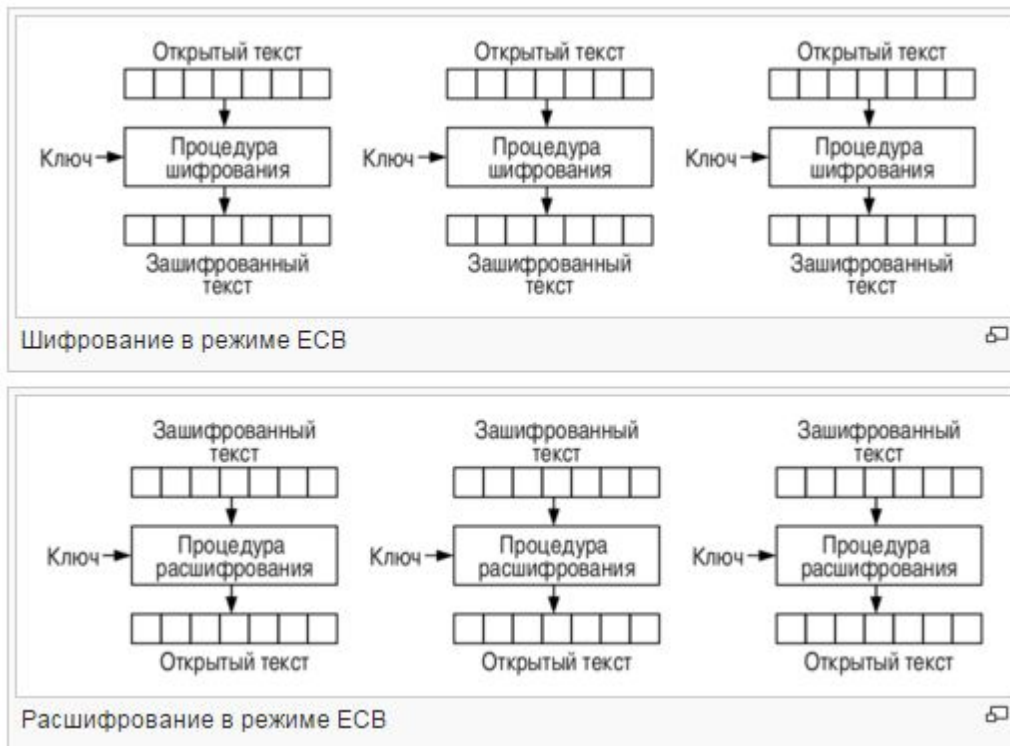 Открытый текст Открытый текст Открытый текст
Ключ Процедура шифрования Ключ Процедура шифрования Ключ Процедура шифрования
Зашифрованный текст Зашифрованный текст Зашифрованный текст
Шифрование в режиме ECB
Зашифрованный текст Зашифрованный текст Зашифрованный текст
Ключ Процедура расшифрования Ключ Процедура расшифрования Ключ Процедура расшифрования
Открытый текст Открытый текст Открытый текст
Расшифрование в режиме ECB